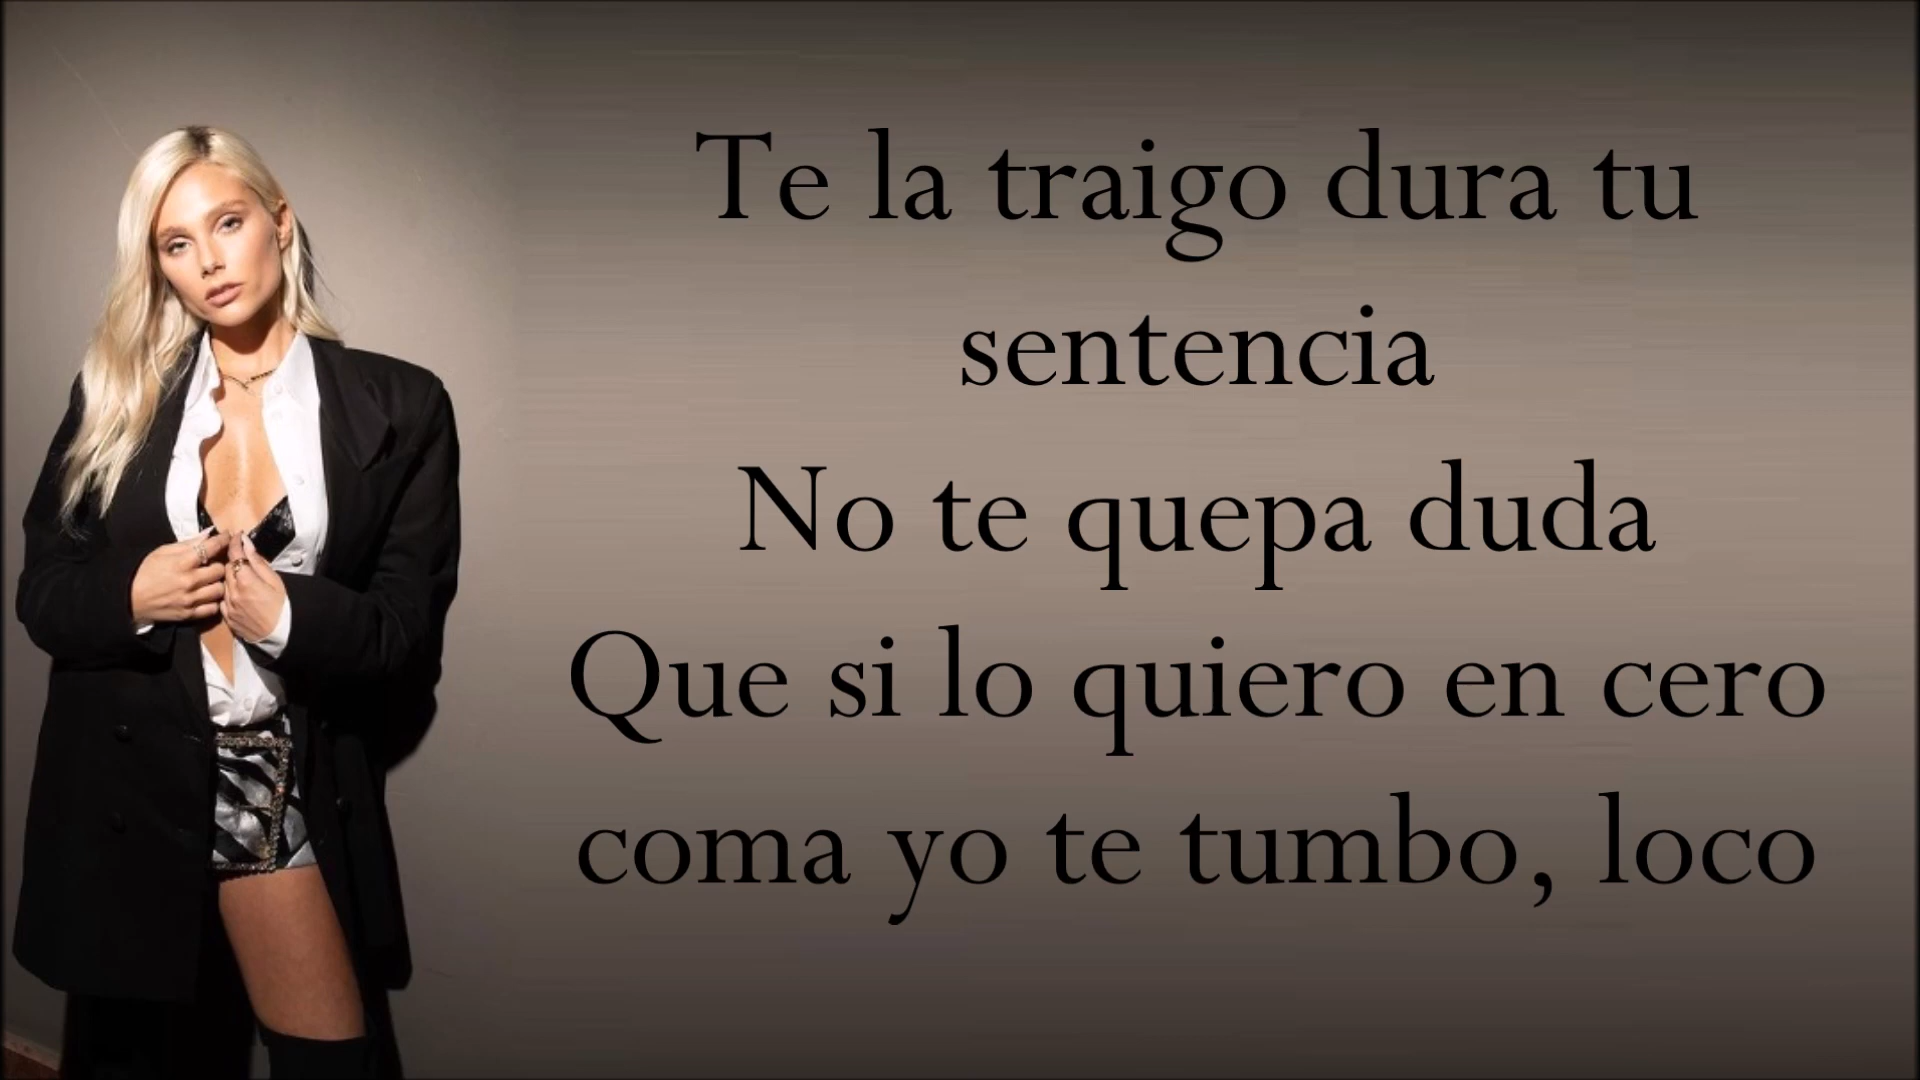 Te la traigo dura tu
sentencia
No te quepa duda
Que si lo quiero en cero
coma yo te tumbo, loco